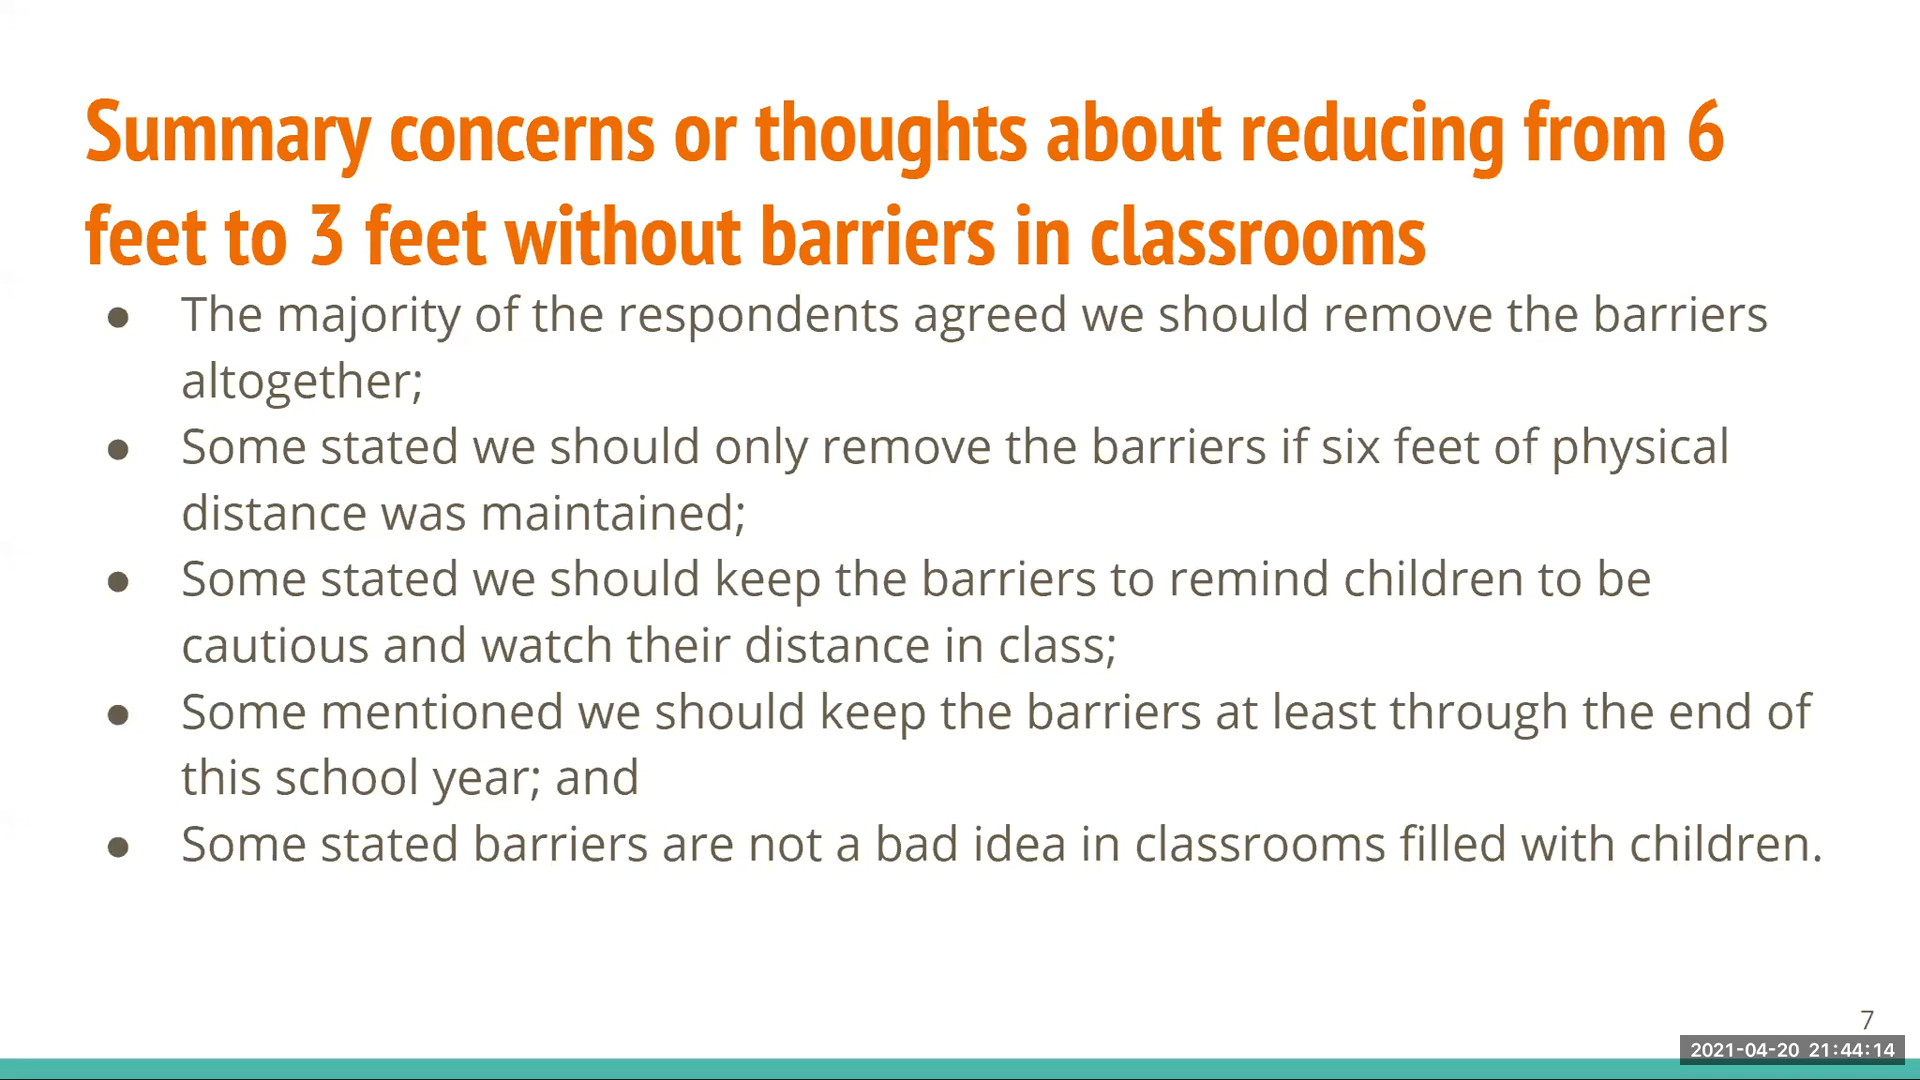 Summary concerns or thoughts about reducing from 6
feet to 3 feet without barriers in classrooms
● The majority of the respondents agreed we should remove the barriers
altogether;
● Some stated we should only remove the barriers if six feet of physical
distance was maintained;
● Some stated we should keep the barriers to remind children to be
cautious and watch their distance in class;
● Some mentioned we should keep the barriers at least through the end of
this school year; and
● Some stated barriers are not a bad idea in classrooms filled with children.
7
2021-04-20 21:44:14